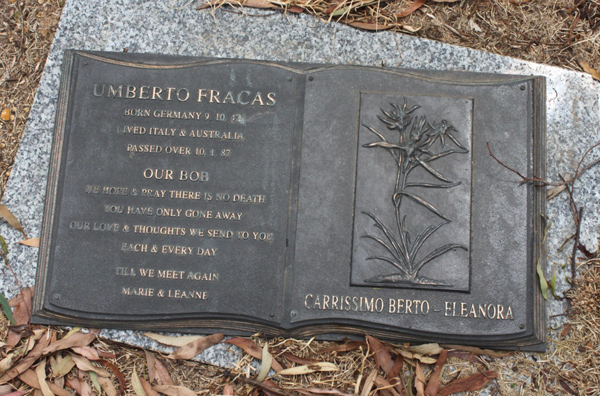 UMBERTO FRACAS
BORN GERMANY 9. 10. 42
LIVED ITALY & AUSTRALIA
PASSED OVER 10. 1. 87
OUR BOB
WE HOPE & PRAY THERE IS NO DEATH
YOU HAVE ONLY GONE AWAY
OUR LOVE & THOUGHTS WE SEND TO YOU
EACH & EVERY DAY
TILL WE MEET AGAIN
MARIE & LEANNE
CARRISSIMO BERTO – ELEANORA